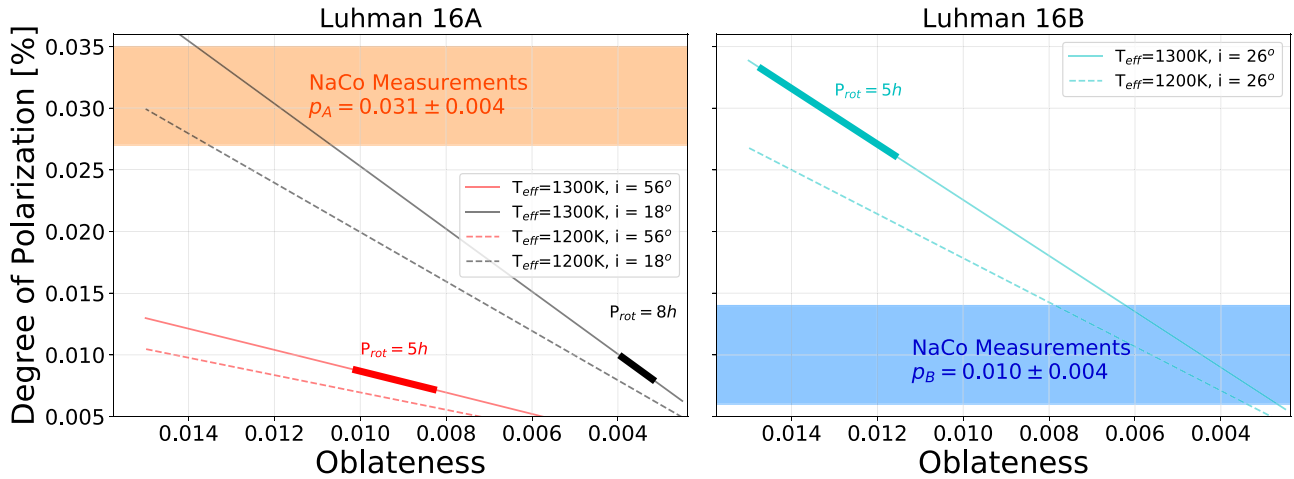 Luhman 16A
Degree of Polarization [%]
0.035
0.030
0.025
0.020
0.015
0.010
0.005
NaCo Measurements
p_A = 0.031 ± 0.004
T_eff=1300K, i = 56°
T_eff=1300K, i = 18°
T_eff=1200K, i = 56°
T_eff=1200K, i = 18°
P_rot = 8h
P_rot = 5h
0.014 0.012 0.010 0.008 0.006 0.004
Oblateness
Luhman 16B
T_eff=1300K, i = 26°
T_eff=1200K, i = 26°
P_rot = 5h
NaCo Measurements
p_B = 0.010 ± 0.004
0.014 0.012 0.010 0.008 0.006 0.004
Oblateness